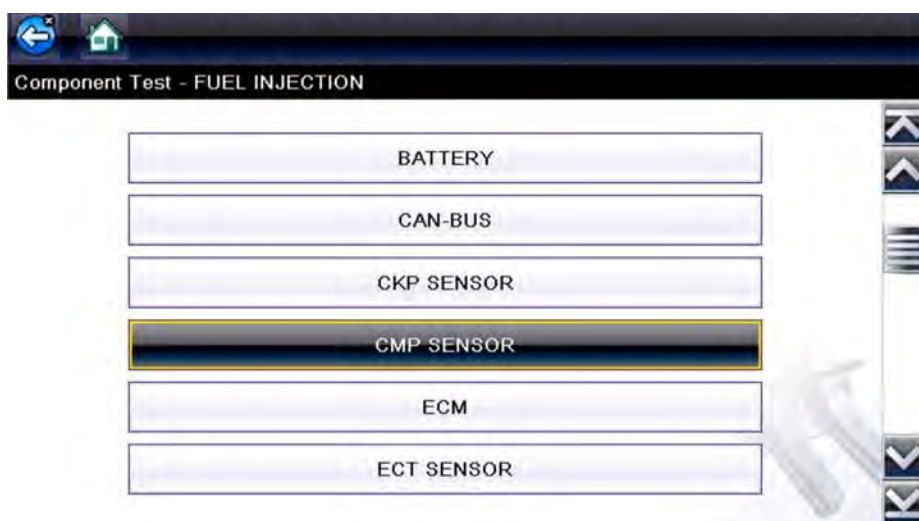 Component Test - FUEL INJECTION
BATTERY
CAN-BUS
CKP SENSOR
CMP SENSOR
ECM
ECT SENSOR